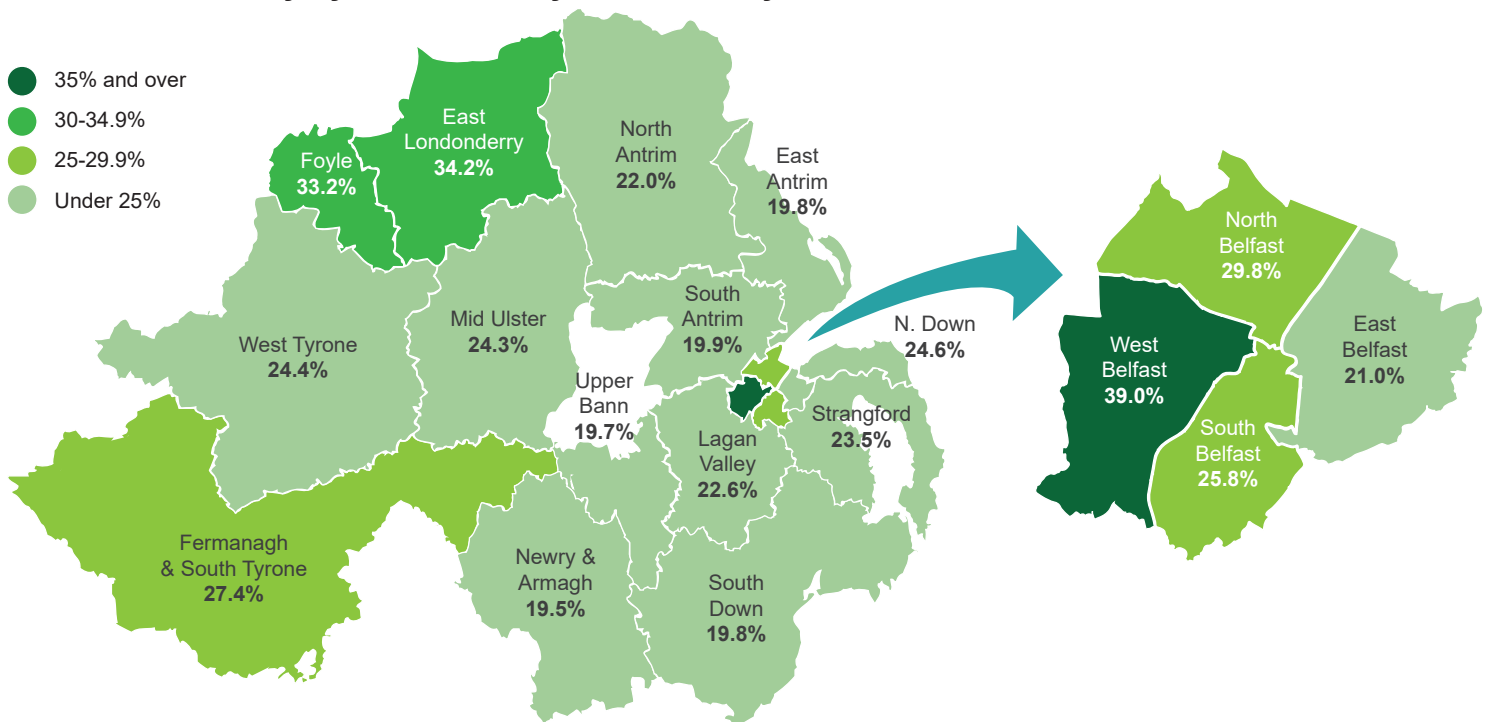 35% and over
30-34.9%
25-29.9%
Under 25%
East
Londonderry
34.2%
Foyle
33.2%
North
Antrim
22.0%
East
Antrim
19.8%
South
Antrim
19.9%
Mid Ulster
24.3%
West Tyrone
24.4%
N. Down
24.6%
Upper
Bann
19.7%
Strangford
23.5%
Lagan
Valley
22.6%
Fermanagh
& South Tyrone
27.4%
Newry &
Armagh
19.5%
South
Down
19.8%
North
Belfast
29.8%
West
Belfast
39.0%
East
Belfast
21.0%
South
Belfast
25.8%